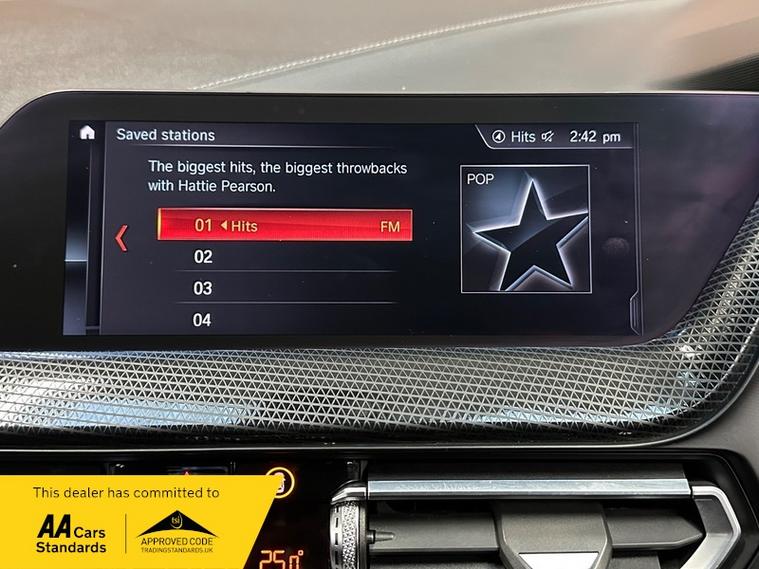 Saved stations
Hits 2:42 pm
The biggest hits, the biggest throwbacks
with Hattie Pearson.
POP
01 Hits FM
02
03
04
This dealer has committed to
AA Cars
Standards
tsi
APPROVED CODE
TRADINGSTANDARDS.UK
25.0°